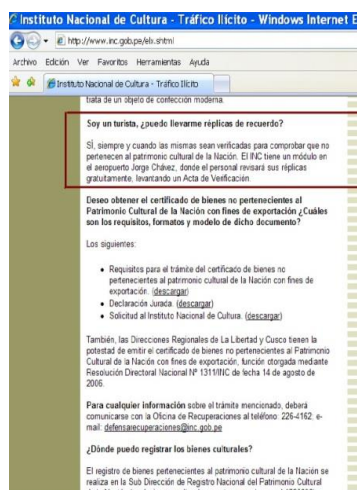 Instituto Nacional de Cultura - Tráfico Ilícito - Windows Internet E
http://www.inc.gob.pe/elx.shtml
Archivo Edición Ver Favoritos Herramientas Ayuda
Instituto Nacional de Cultura - Tráfico Ilícito
trata de un objeto de confección moderna.
Soy un turista, ¿puedo llevarme réplicas de recuerdo?
SÍ, siempre y cuando las mismas sean verificadas para comprobar que no
pertenecen al patrimonio cultural de la Nación. El INC tiene un módulo en
el aeropuerto Jorge Chávez, donde el personal revisará sus réplicas
gratuitamente, levantando un Acta de Verificación
Deseo obtener el certificado de bienes no pertenecientes al
Patrimonio Cultural de la Nación con fines de exportación ¿Cuáles
son los requisitos, formatos y modelo de dicho documento?
Los siguientes:
• Requisitos para el trámite del certificado de bienes no
pertenecientes al patrimonio cultural de la Nación con fines de
exportación. (descargar)
• Declaración Jurada. (descargar)
• Solicitud al Instituto Nacional de Cultura. (descargar)
También, las Direcciones Regionales de La Libertad y Cusco tienen la
potestad de emitir el certificado de bienes no pertenecientes al Patrimonio
Cultural de la Nación con fines de exportación, función otorgada mediante
Resolución Directoral Nacional Nº 1311/INC de fecha 14 de agosto de
2006.
Para cualquier información sobre el trámite mencionado, deberá
comunicarse con la Oficina de Recuperaciones al teléfono: 226-4162. e-
mail: defensarecuperaciones@inc.gob.pe
¿Dónde puedo registrar los bienes culturales?
El registro de bienes pertenecientes al patrimonio cultural de la Nación se
realiza en la Sub Dirección de Registro Nacional del Patrimonio Cultural